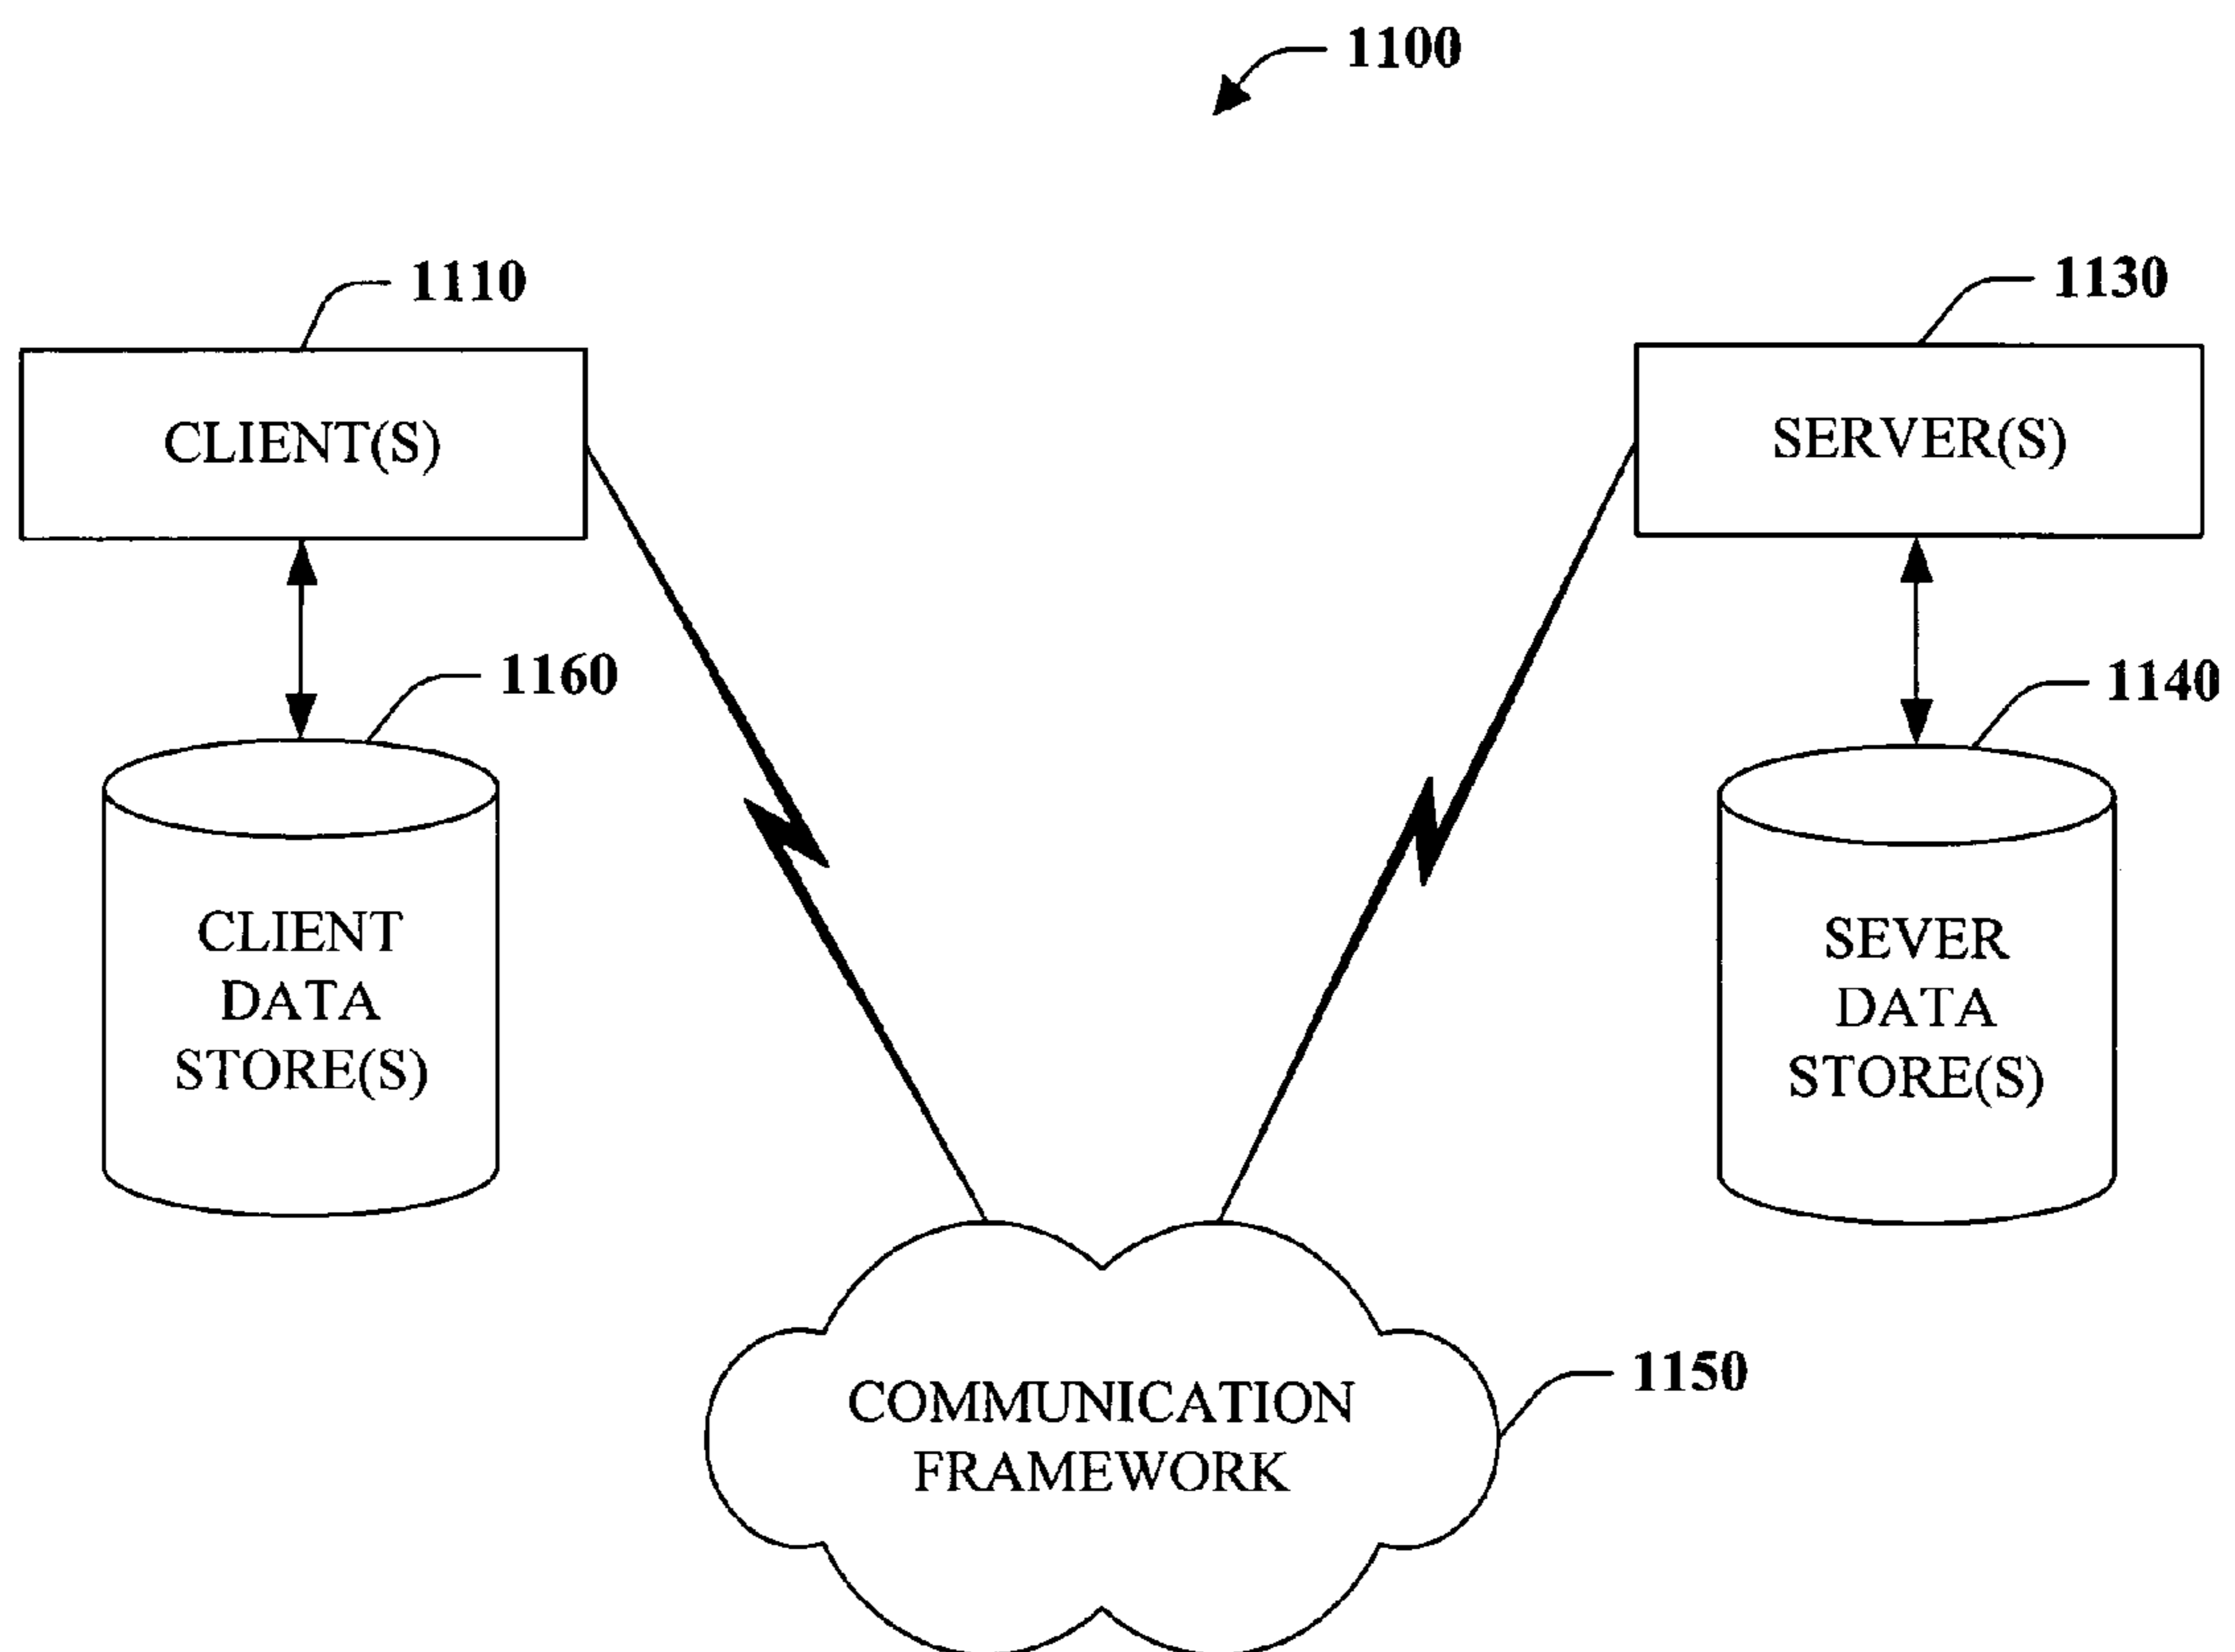 1100
1110
1130
CLIENT(S)
SERVER(S)
1160
1140
CLIENT
DATA
STORE(S)
SEVER
DATA
STORE(S)
1150
COMMUNICATION
FRAMEWORK